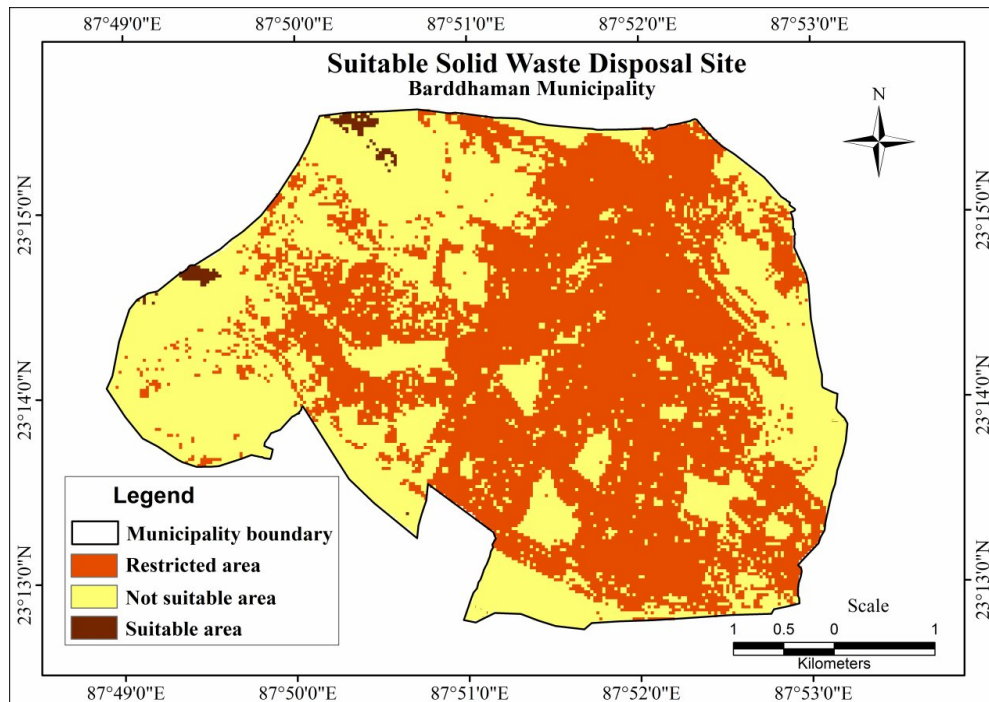 87°49'0"E 87°50'0"E 87°51'0"E 87°52'0"E 87°53'0"E
Suitable Solid Waste Disposal Site
Barddhaman Municipality
N
23°15'0"N 23°15'0"N
23°14'0"N 23°14'0"N
Legend
Municipality boundary
Restricted area
Not suitable area
Suitable area
23°13'0"N 23°13'0"N
Scale
1 0.5 0 1
Kilometers
87°49'0"E 87°50'0"E 87°51'0"E 87°52'0"E 87°53'0"E